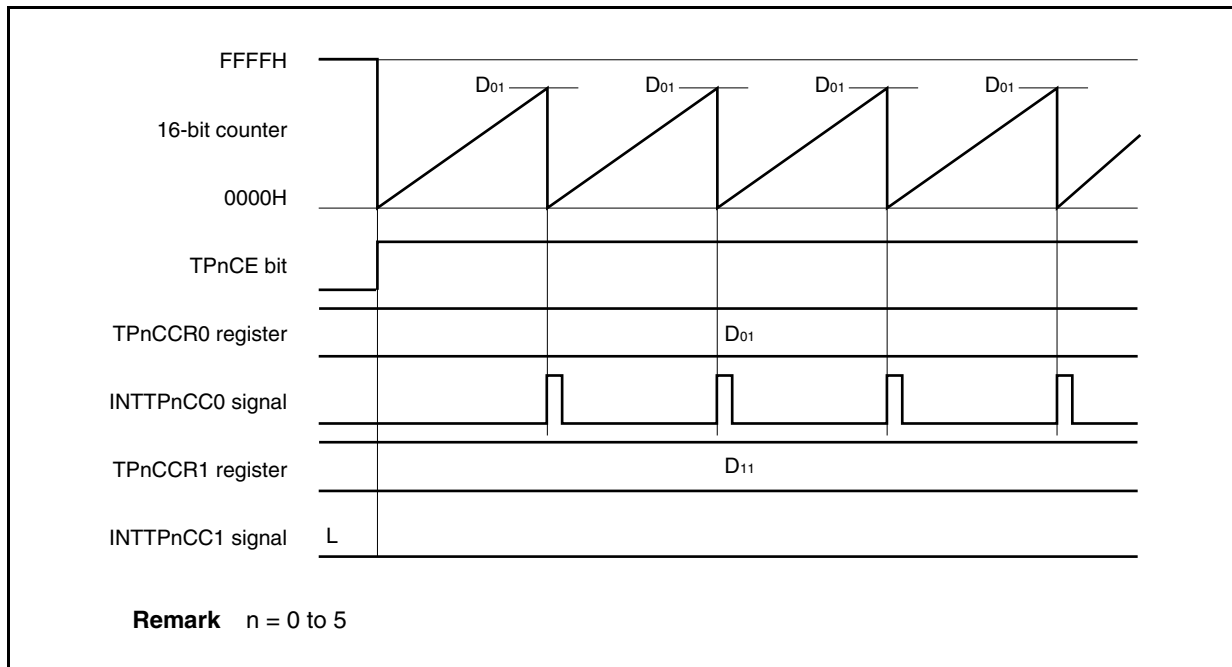 FFFFH
D01 D01 D01 D01
16-bit counter
0000H
TPnCE bit
TPnCCR0 register D01
INTTPnCC0 signal
TPnCCR1 register D11
INTTPnCC1 signal L
Remark n = 0 to 5